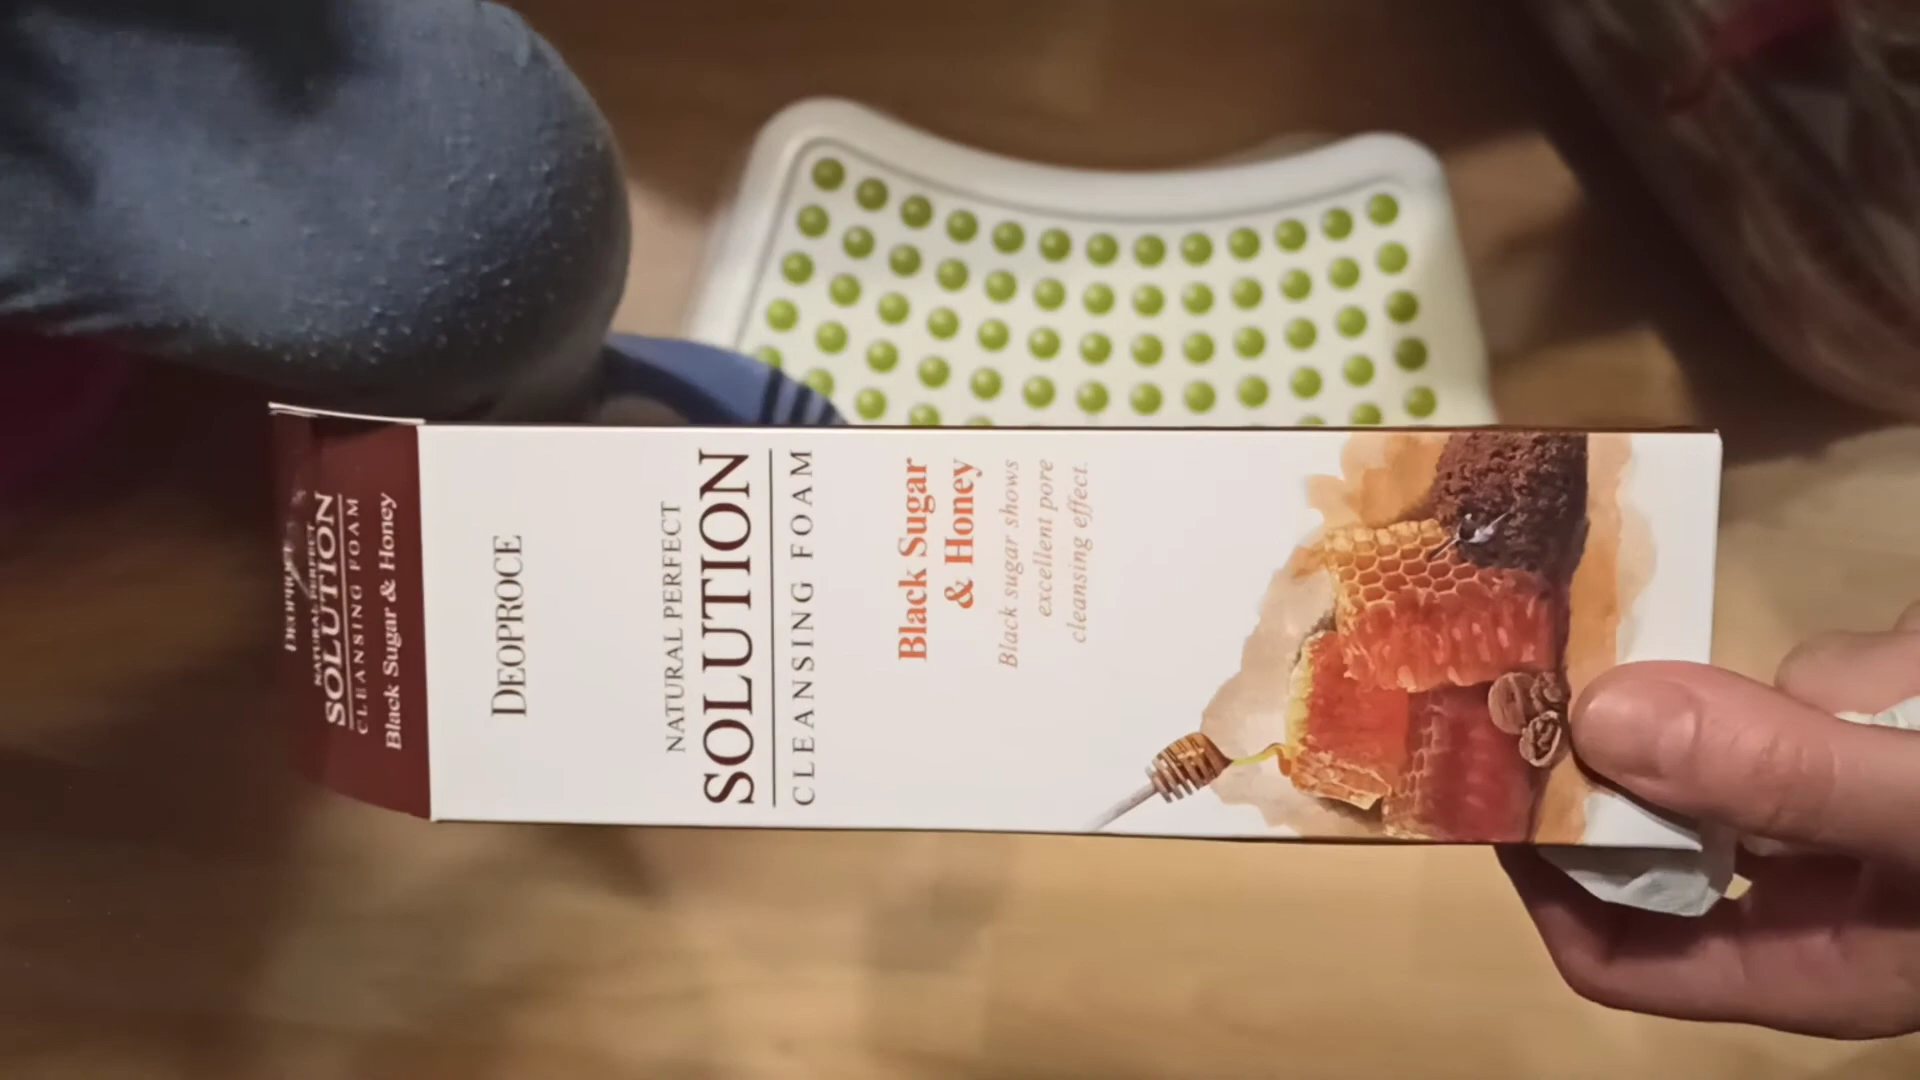 DEOPROCE
NATURAL PERFECT
SOLUTION
CLEANSING FOAM
Black Sugar & Honey
DEOPROCE
NATURAL PERFECT
SOLUTION
CLEANSING FOAM
Black Sugar
& Honey
Black sugar shows
excellent pore
cleansing effect.